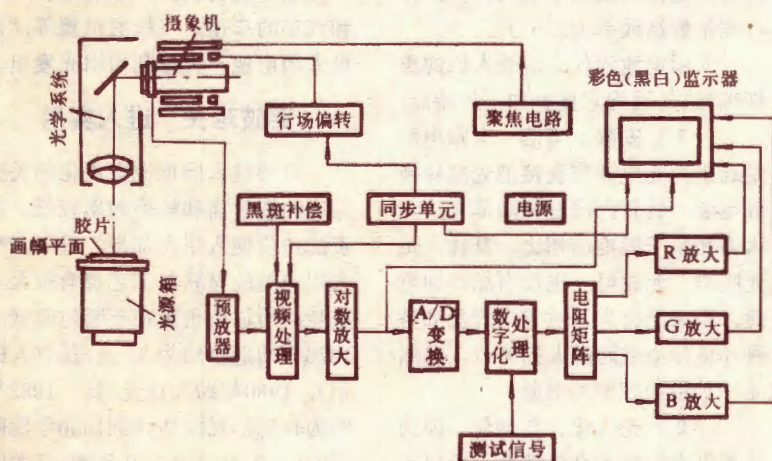 摄象机
光学系统
彩色(黑白)监示器
行场偏转
聚焦电路
黑斑补偿
同步单元
电源
胶片
画幅平面
光源箱
预放器
视频处理
对数放大
A/D变换
数字化处理
电阻矩阵
R放大
G放大
B放大
测试信号